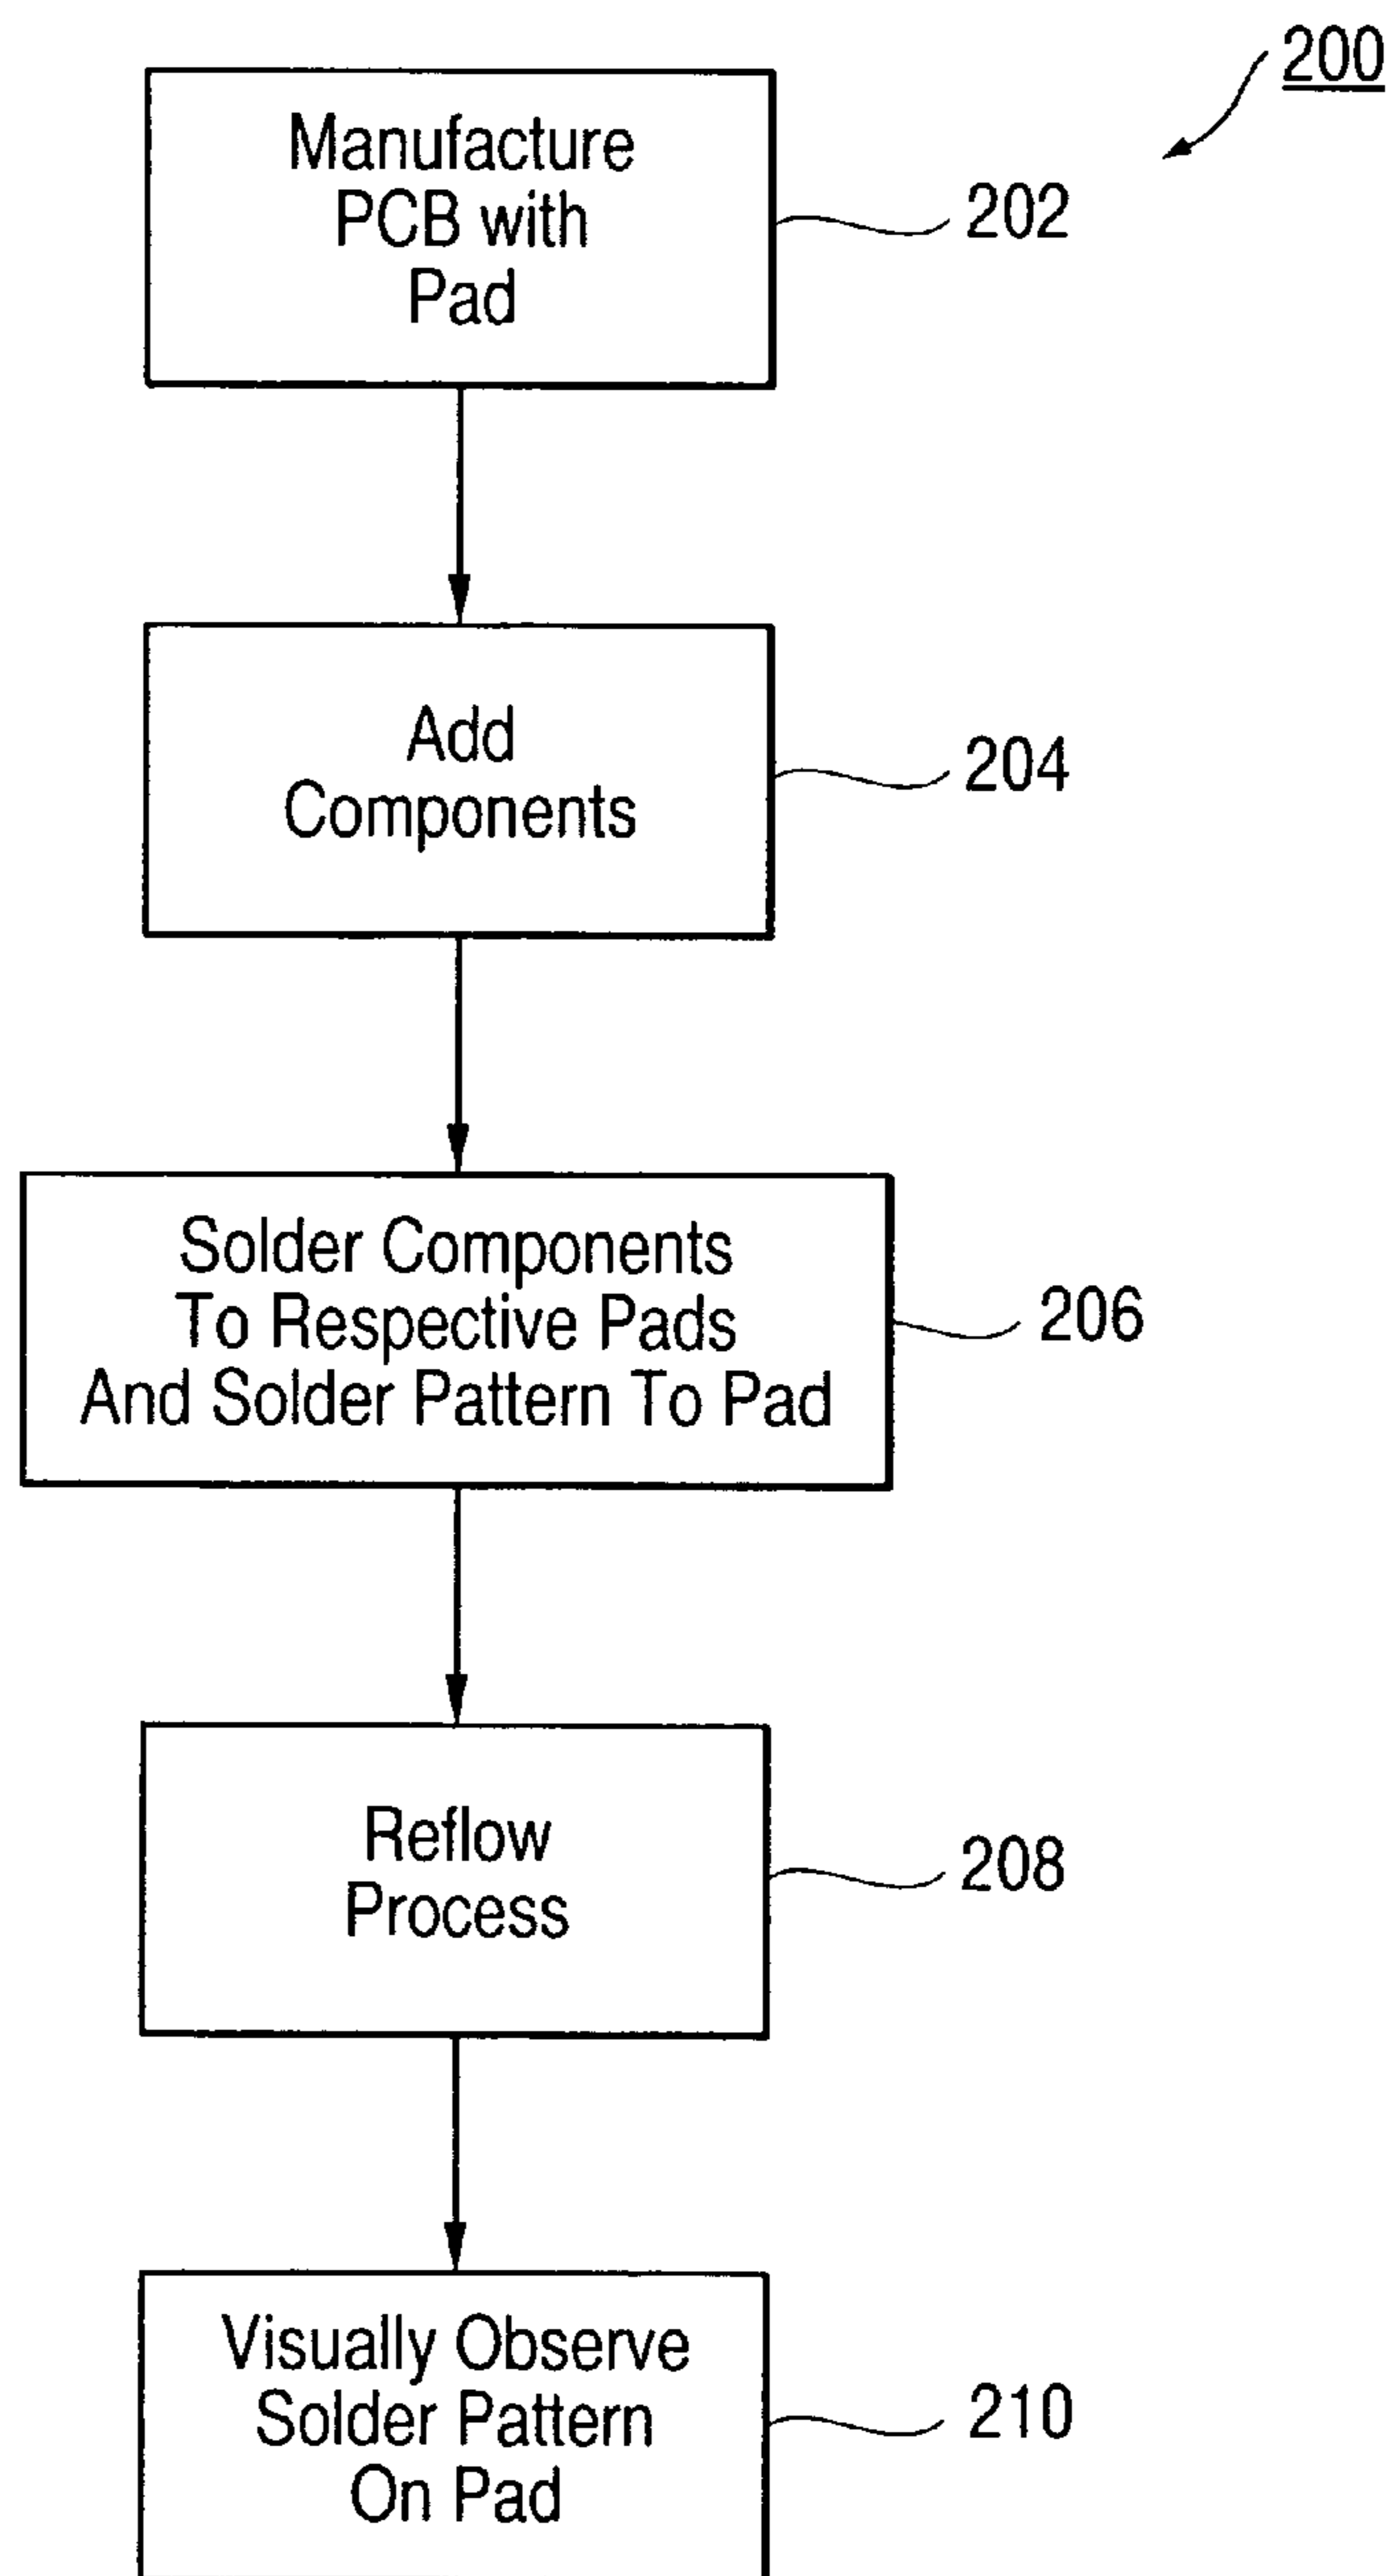 200
Manufacture
PCB with
Pad
202
Add
Components
204
Solder Components
To Respective Pads
And Solder Pattern To Pad
206
Reflow
Process
208
Visually Observe
Solder Pattern
On Pad
210